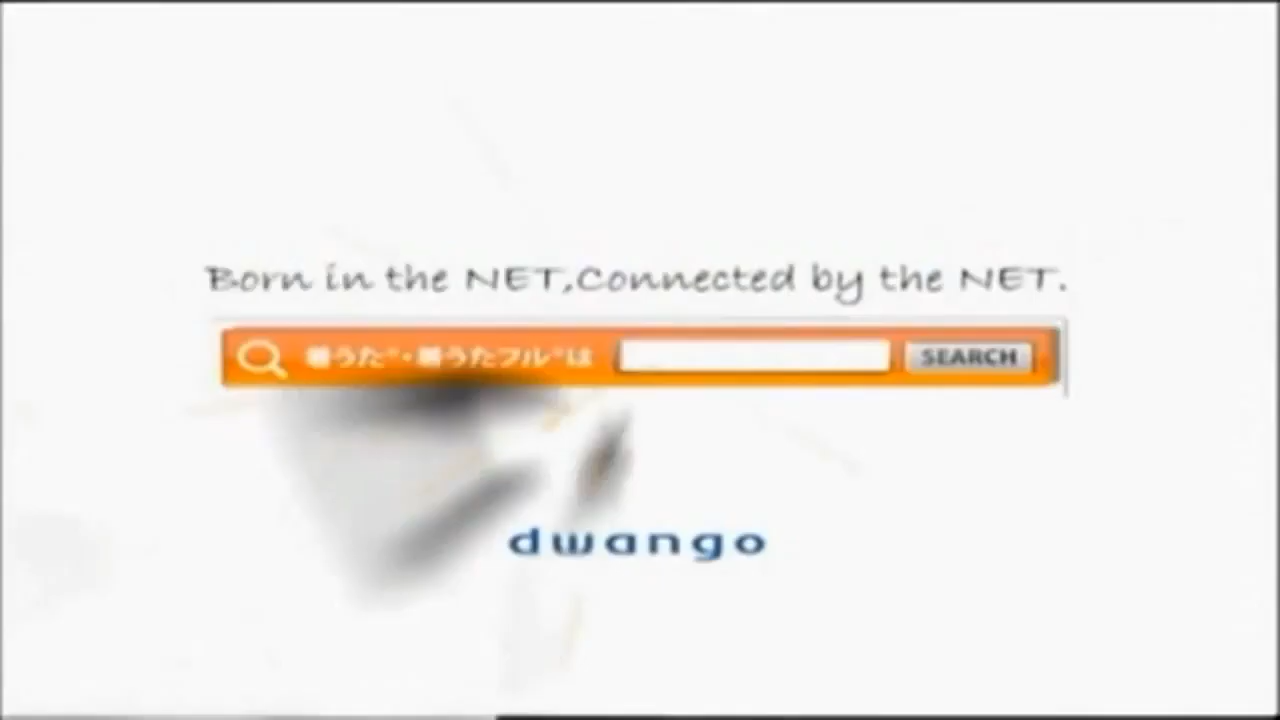 Born in the NET,Connected by the NET.
着うた®・着うたフル®は SEARCH
dwango